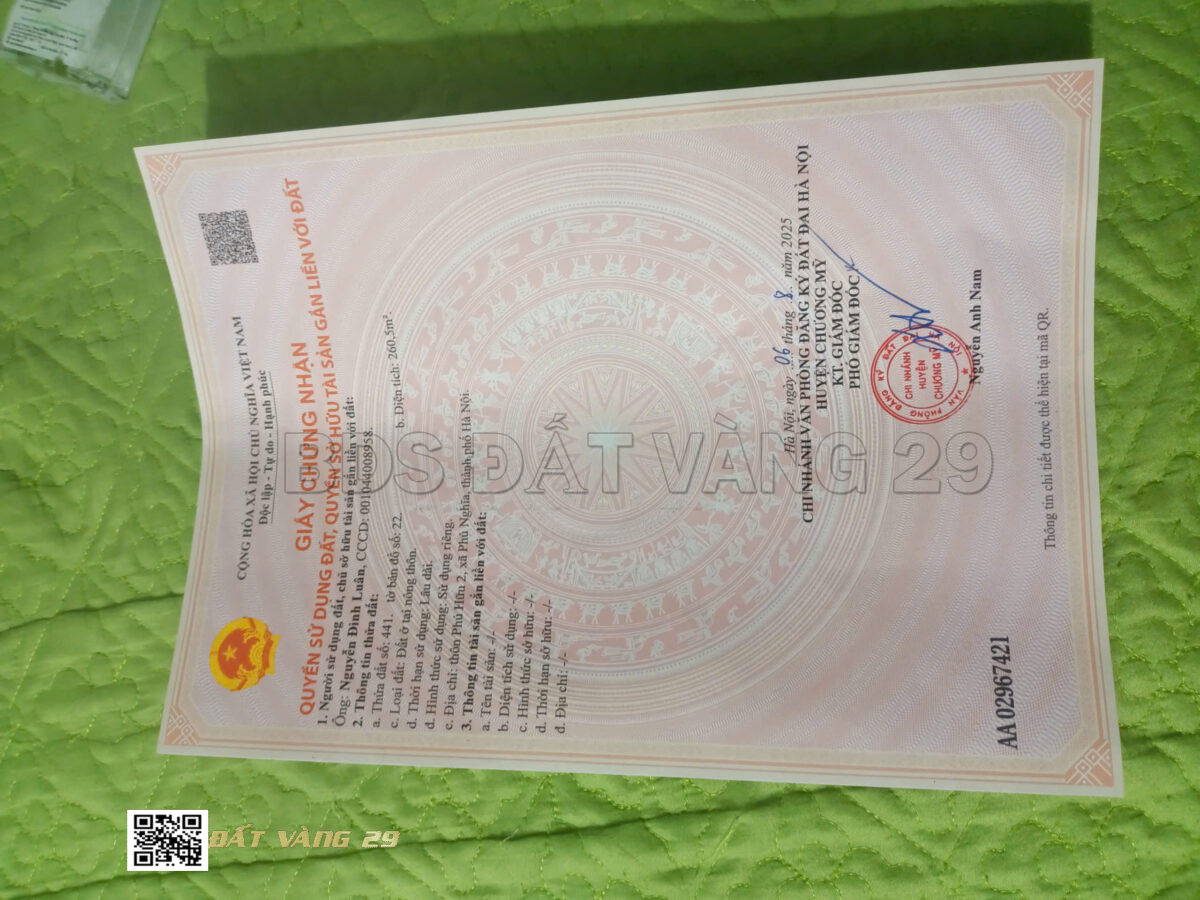 CỘNG HÒA XÃ HỘI CHỦ NGHĨA VIỆT NAM
Độc lập - Tự do - Hạnh phúc
GIẤY CHỨNG NHẬN
QUYỀN SỬ DỤNG ĐẤT, QUYỀN SỞ HỮU TÀI SẢN GẮN LIỀN VỚI ĐẤT
1. Người sử dụng đất, chủ sở hữu tài sản gắn liền với đất:
Ông: Nguyễn Đình Luân, CCCD: 001044008958.
2. Thông tin thửa đất:
a. Thửa đất số: 441. tờ bản đồ số: 22. b. Diện tích: 260,5m².
c. Loại đất: Đất ở tại nông thôn.
d. Thời hạn sử dụng: Lâu dài.
đ. Hình thức sử dụng: Sử dụng riêng.
e. Địa chỉ: thôn Phú Hữu 2, xã Phú Nghĩa, thành phố Hà Nội.
3. Thông tin tài sản gắn liền với đất:
a. Tên tài sản: -/-
b. Diện tích sử dụng: -/-
c. Hình thức sở hữu: -/-
d. Thời hạn sở hữu: -/-
đ. Địa chỉ: -/-
Hà Nội, ngày 06 tháng 8 năm 2025
CHI NHÁNH VĂN PHÒNG ĐĂNG KÝ ĐẤT ĐAI HÀ NỘI
HUYỆN CHƯƠNG MỸ
KT. GIÁM ĐỐC
PHÓ GIÁM ĐỐC
CHI NHÁNH
HUYỆN
CHƯƠNG MỸ
Nguyễn Anh Nam
AA 02967421
Thông tin chi tiết được thể hiện tại mã QR.
BDS ĐẤT VÀNG 29
ĐẤT VÀNG 29